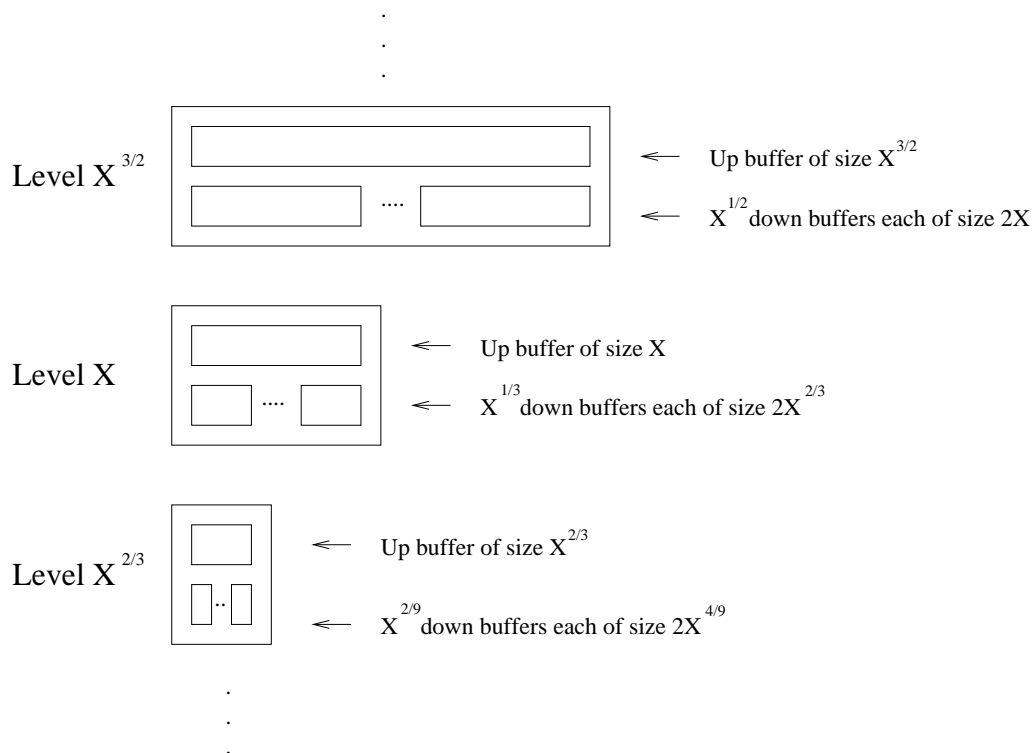 Level X^{3/2}
Up buffer of size X^{3/2}
....
X^{1/2} down buffers each of size 2X
Level X
Up buffer of size X
....
X^{1/3} down buffers each of size 2X^{2/3}
Level X^{2/3}
Up buffer of size X^{2/3}
..
X^{2/9} down buffers each of size 2X^{4/9}